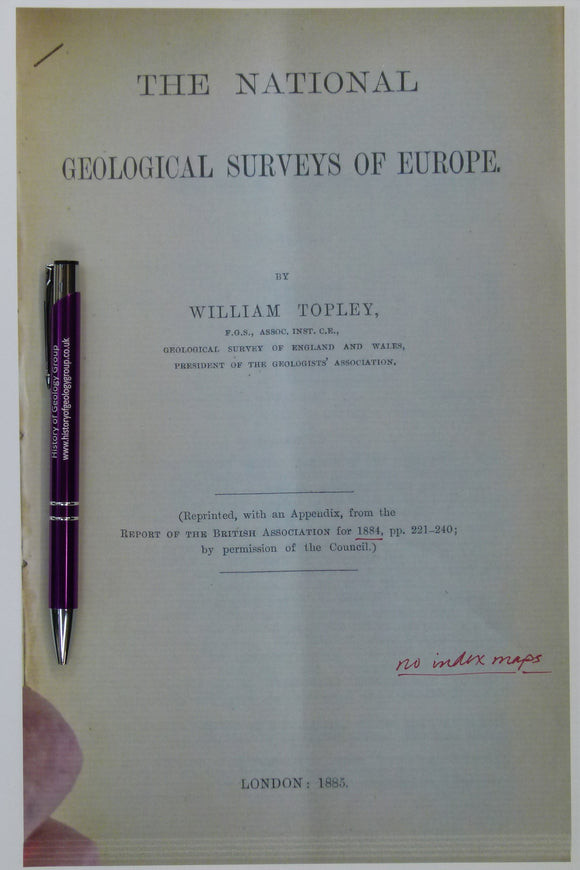 THE NATIONAL
GEOLOGICAL SURVEYS OF EUROPE.
BY
WILLIAM TOPLEY,
F.G.S., ASSOC. INST. C.E.,
GEOLOGICAL SURVEY OF ENGLAND AND WALES,
PRESIDENT OF THE GEOLOGISTS' ASSOCIATION.
History of Geology Group
www.historyofgeologygroup.co.uk
(Reprinted, with an Appendix, from the
REPORT OF THE BRITISH ASSOCIATION for 1884, pp. 221–240;
by permission of the Council.)
no index maps
LONDON: 1885.